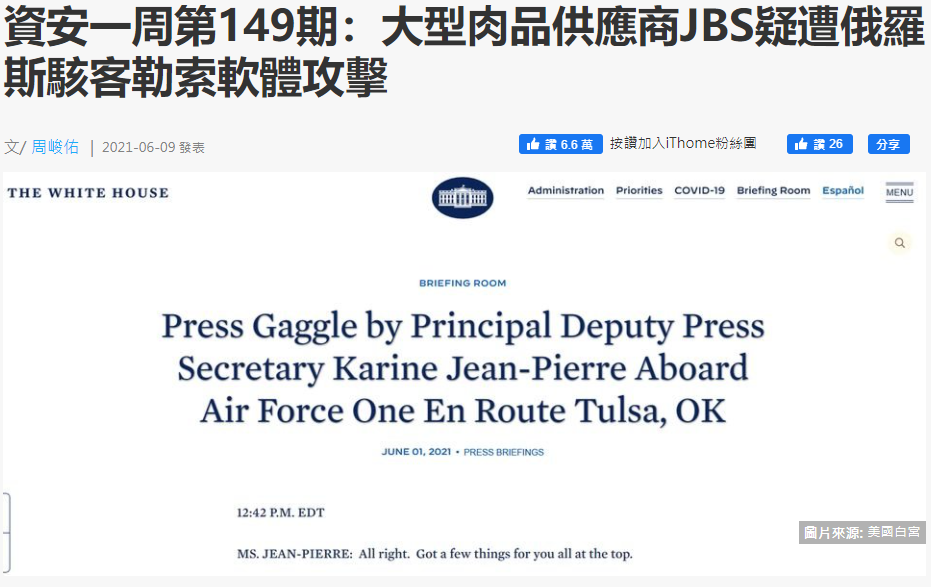 資安一周第149期：大型肉品供應商JBS疑遭俄羅
斯駭客勒索軟體攻擊
文/ 周峻佑 | 2021-06-09 發表
讚 6.6 萬 按讚加入iThome粉絲團 讚 26 分享
THE WHITE HOUSE Administration Priorities COVID-19 Briefing Room Español MENU
BRIEFING ROOM
Press Gaggle by Principal Deputy Press
Secretary Karine Jean-Pierre Aboard
Air Force One En Route Tulsa, OK
JUNE 01, 2021 • PRESS BRIEFINGS
12:42 P.M. EDT
圖片來源: 美國白宮
MS. JEAN-PIERRE: All right. Got a few things for you all at the top.